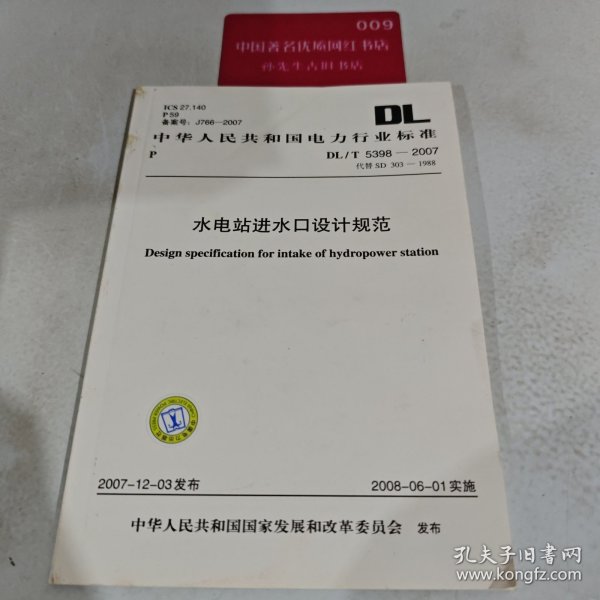 009
中国著名优质网红书店
孙先生古旧书店
ICS 27.140
P 59
备案号：J766—2007
DL
中华人民共和国电力行业标准
P
DL/T 5398—2007
代替 SD 303—1988
水电站进水口设计规范
Design specification for intake of hydropower station
2007-12-03发布
2008-06-01实施
中华人民共和国国家发展和改革委员会 发布
孔夫子旧书网
www.kongfz.com